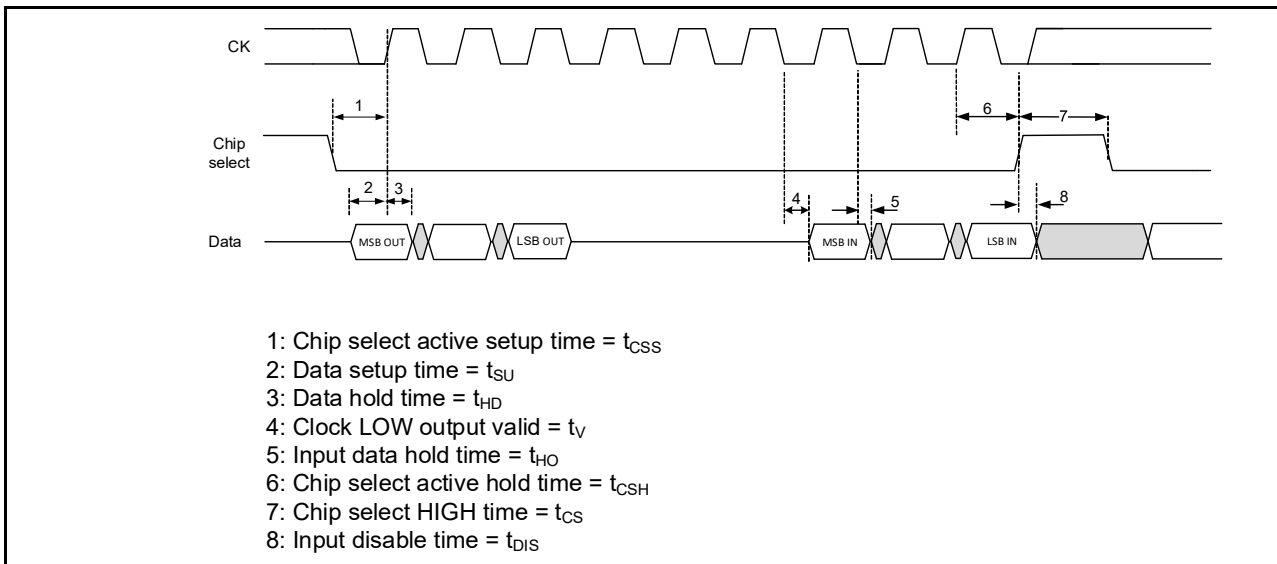 CK
1
6
7
Chip
select
2
3
4
5
8
Data
MSB OUT
LSB OUT
MSB IN
LSB IN
1: Chip select active setup time = tCSS
2: Data setup time = tSU
3: Data hold time = tHD
4: Clock LOW output valid = tV
5: Input data hold time = tHO
6: Chip select active hold time = tCSH
7: Chip select HIGH time = tCS
8: Input disable time = tDIS